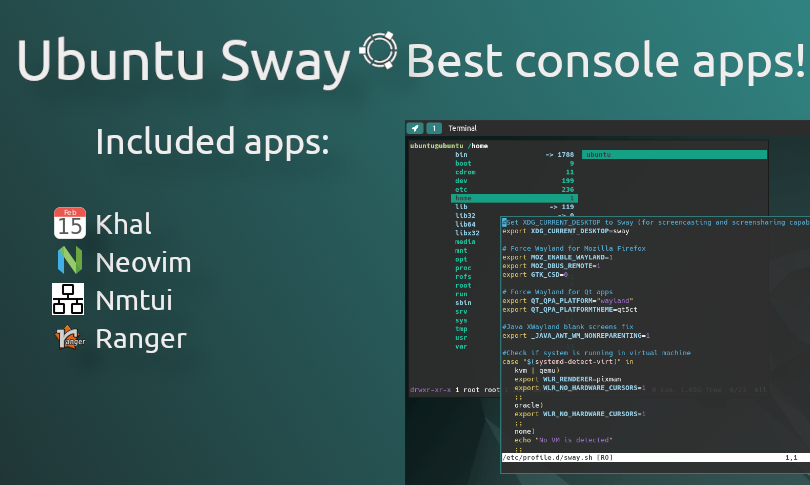 Ubuntu Sway Best console apps!
Included apps:
Feb
15
Khal
Neovim
Nmtui
ranger
Ranger
1 Terminal
ubuntu@ubuntu /home
bin -> 1788 ubuntu
boot 9
cdrom 11
dev 199
etc 236
home 1
lib -> 119
lib32 -> 0
lib64
libx32
media
mnt
opt
proc
rofs
root
run
sbin
srv
sys
tmp
usr
var
drwxr-xr-x 1 root root
#Set XDG_CURRENT_DESKTOP to Sway (for screencasting and screensharing capab
export XDG_CURRENT_DESKTOP=sway
# Force Wayland for Mozilla Firefox
export MOZ_ENABLE_WAYLAND=1
export MOZ_DBUS_REMOTE=1
export GTK_CSD=0
# Force Wayland for Qt apps
export QT_QPA_PLATFORM="wayland"
export QT_QPA_PLATFORMTHEME=qt5ct
#Java XWayland blank screens fix
export _JAVA_AWT_WM_NONREPARENTING=1
#Check if system is running in virtual machine
case "$(systemd-detect-virt)" in
kvm | qemu)
export WLR_RENDERER=pixman
export WLR_NO_HARDWARE_CURSORS=1
;;
oracle)
export WLR_NO_HARDWARE_CURSORS=1
;;
none)
echo "No VM is detected"
;;
/etc/profile.d/sway.sh [RO] 1,1